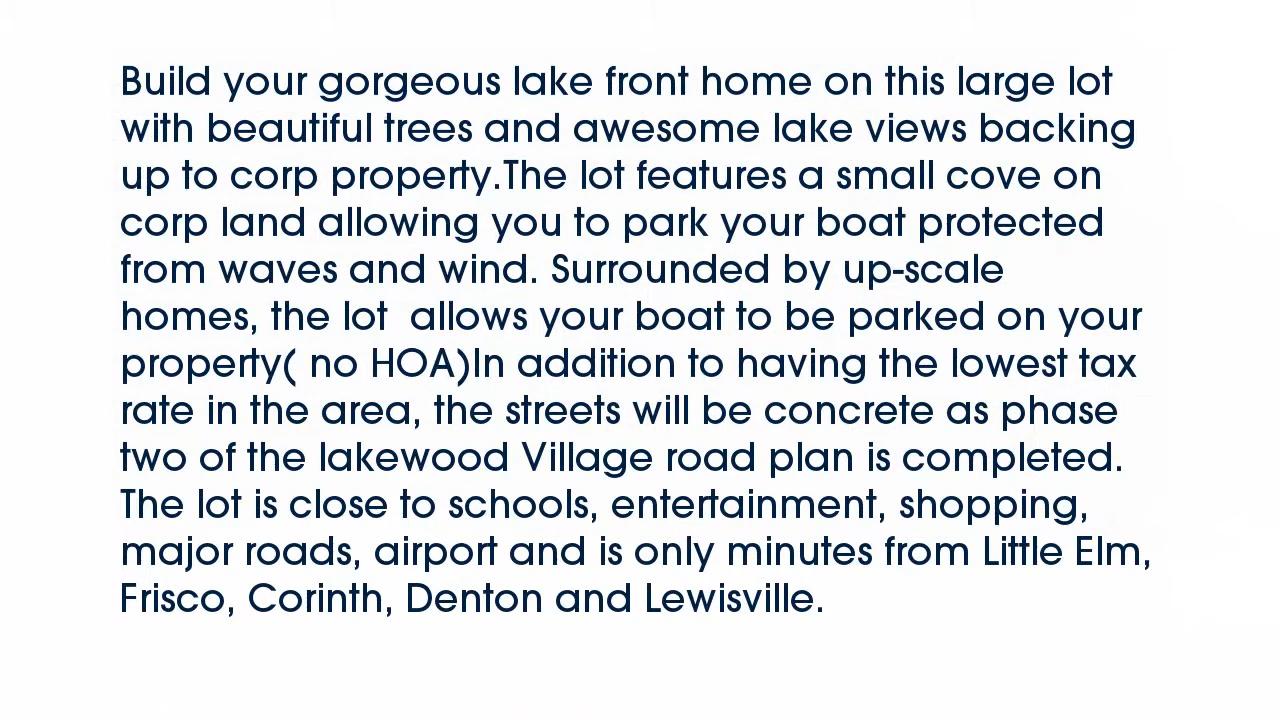 Build your gorgeous lake front home on this large lot
with beautiful trees and awesome lake views backing
up to corp property.The lot features a small cove on
corp land allowing you to park your boat protected
from waves and wind. Surrounded by up-scale
homes, the lot  allows your boat to be parked on your
property( no HOA)In addition to having the lowest tax
rate in the area, the streets will be concrete as phase
two of the lakewood Village road plan is completed.
The lot is close to schools, entertainment, shopping,
major roads, airport and is only minutes from Little Elm,
Frisco, Corinth, Denton and Lewisville.